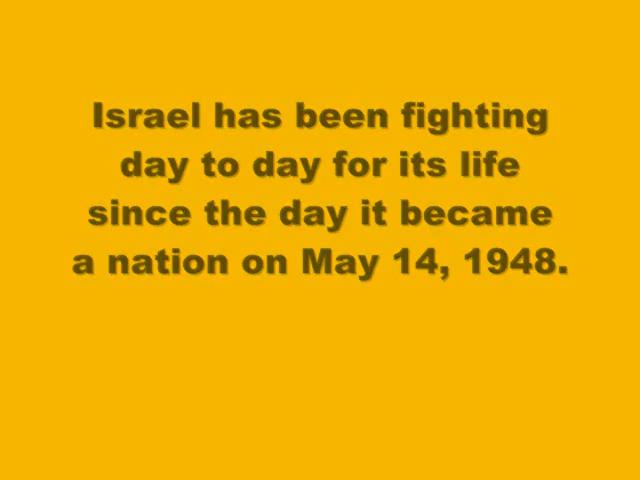 Israel has been fighting
day to day for its life
since the day it became
a nation on May 14, 1948.